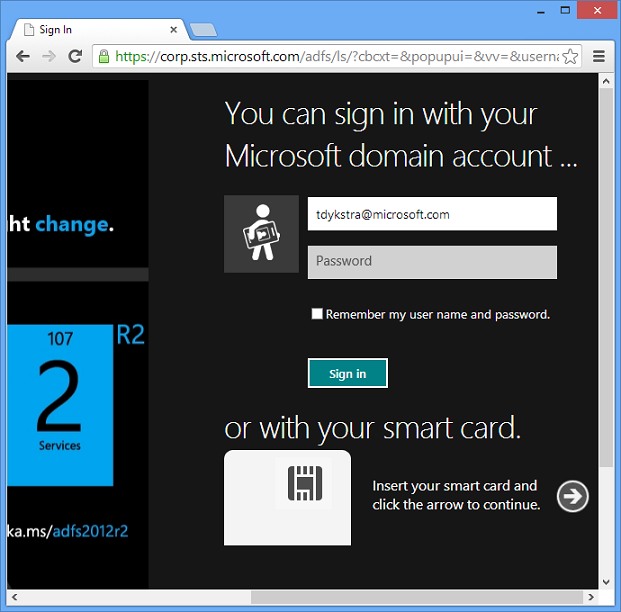 Sign In
https://corp.sts.microsoft.com/adfs/ls/?cbcxt=&popupui=&vv=&userna
You can sign in with your
Microsoft domain account ...
tdykstra@microsoft.com
Password
Remember my user name and password.
Sign in
or with your smart card.
Insert your smart card and
click the arrow to continue.
ht change.
107
R2
2
Services
ka.ms/adfs2012r2